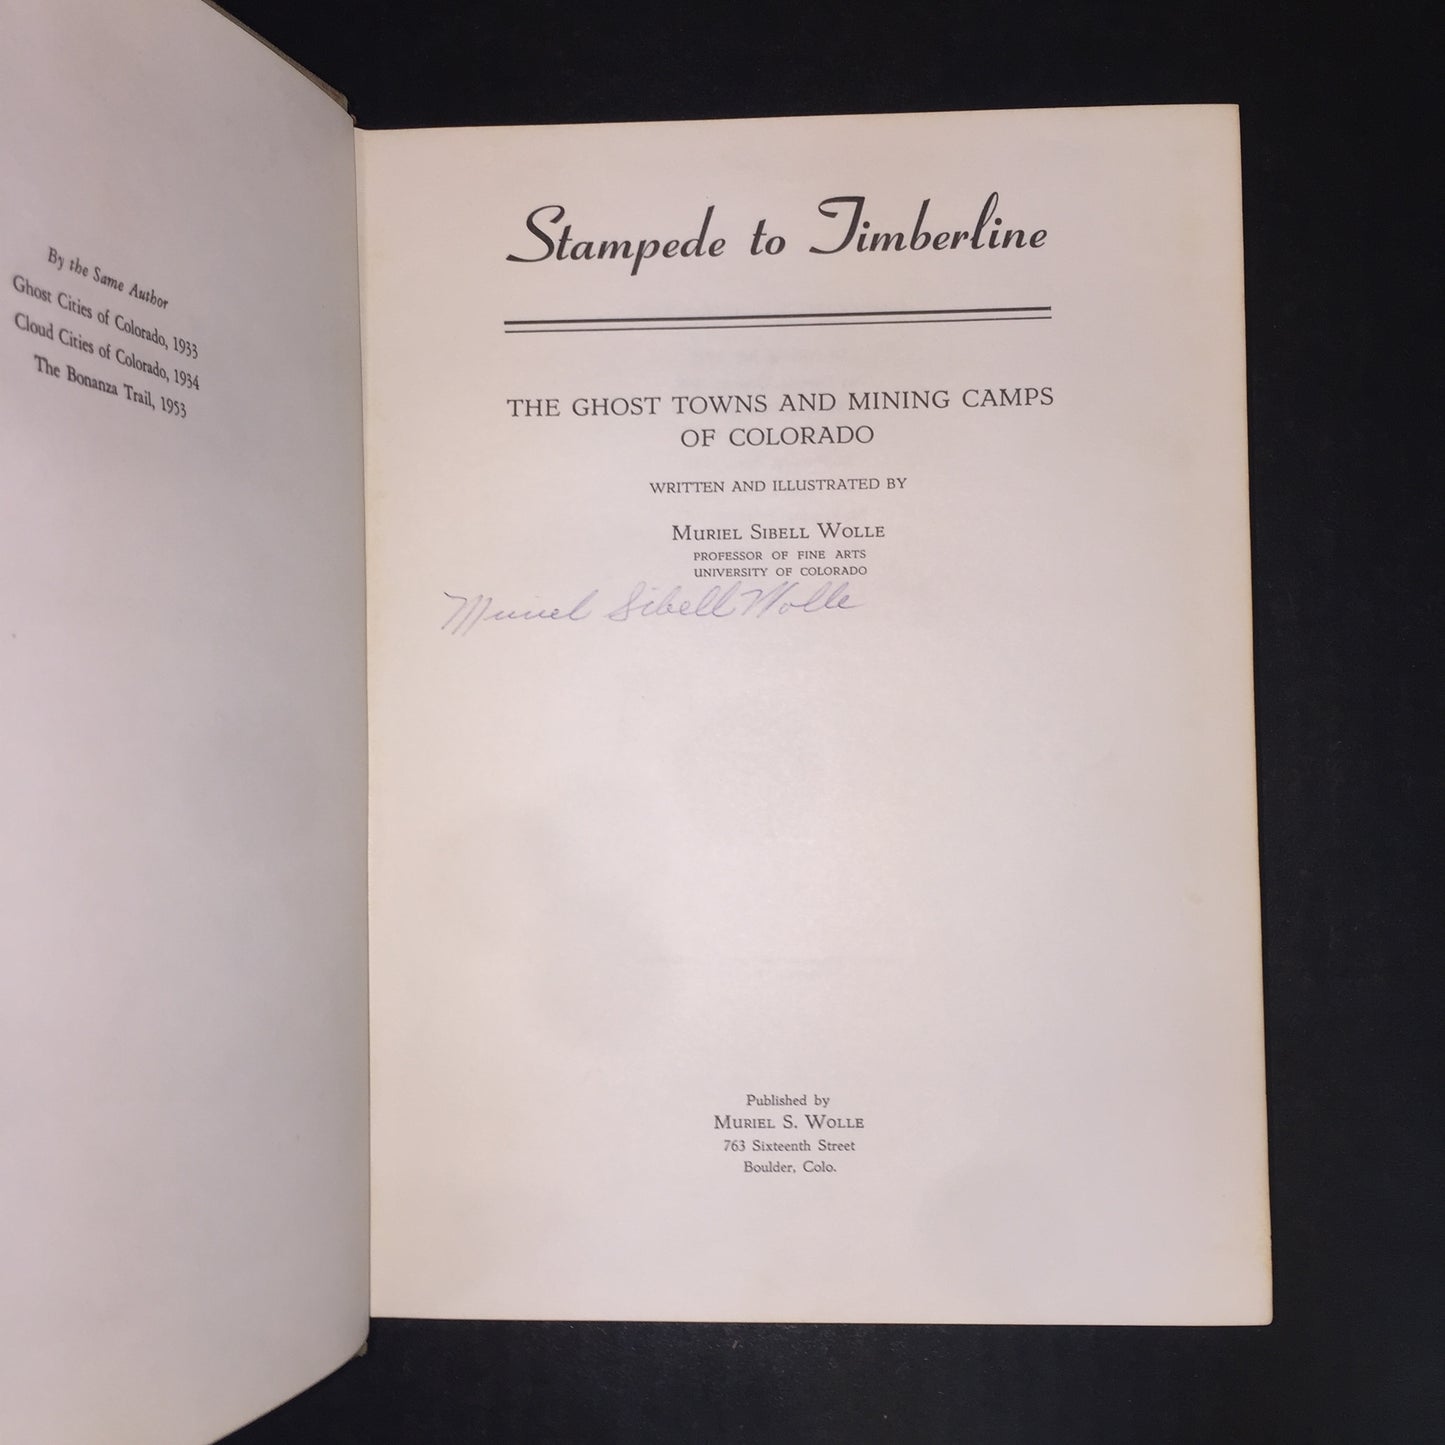 By the Same Author
Ghost Cities of Colorado, 1933
Cloud Cities of Colorado, 1934
The Bonanza Trail, 1953
Stampede to Timberline
THE GHOST TOWNS AND MINING CAMPS
OF COLORADO
WRITTEN AND ILLUSTRATED BY
MURIEL SIBELL WOLLE
PROFESSOR OF FINE ARTS
UNIVERSITY OF COLORADO
Muriel Sibell Wolle
Published by
MURIEL S. WOLLE
763 Sixteenth Street
Boulder, Colo.